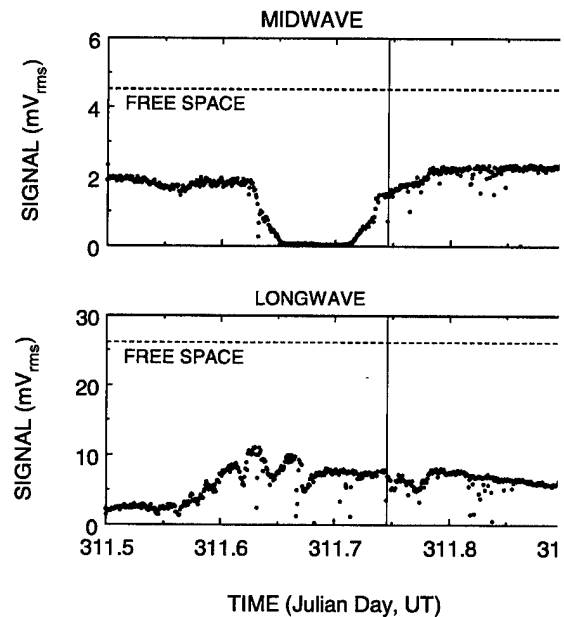 MIDWAVE
6
4
2
0
SIGNAL (mVrms)
FREE SPACE
LONGWAVE
30
20
10
0
SIGNAL (mVrms)
FREE SPACE
311.5 311.6 311.7 311.8 31
TIME (Julian Day, UT)